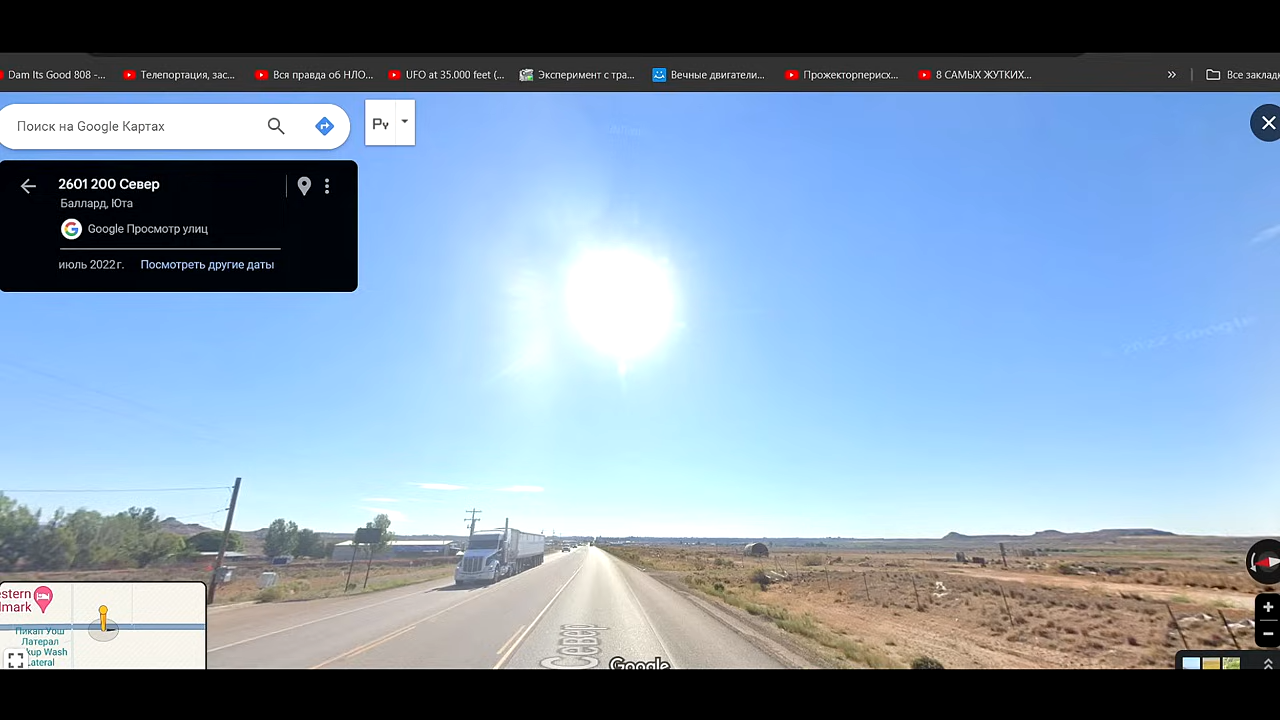 Dam Its Good 808 -...
Телепортация, зас...
Вся правда об НЛО...
UFO at 35.000 feet (...
Эксперимент с тра...
Вечные двигатели...
Прожекторперисх...
8 САМЫХ ЖУТКИХ...
»
Все заклад
Поиск на Google Картах
Ру
2601 200 Север
Баллард, Юта
Google Просмотр улиц
июль 2022 г. Посмотреть другие даты
estern
lmark
Пикап Уош
Латерал
kup Wash
Lateral
Север
Google